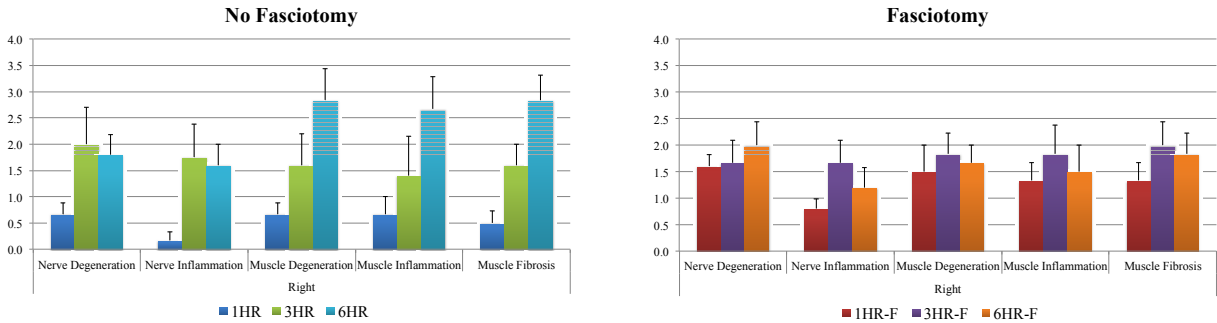 No Fasciotomy
4.0
3.5
3.0
2.5
2.0
1.5
1.0
0.5
0.0
Nerve Degeneration Nerve Inflammation Muscle Degeneration Muscle Inflammation Muscle Fibrosis
Right
1HR 3HR 6HR
Fasciotomy
4.0
3.5
3.0
2.5
2.0
1.5
1.0
0.5
0.0
Nerve Degeneration Nerve Inflammation Muscle Degeneration Muscle Inflammation Muscle Fibrosis
Right
1HR-F 3HR-F 6HR-F